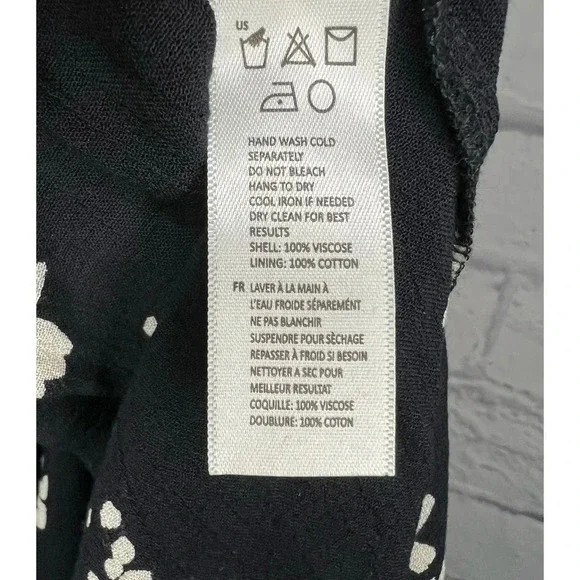 US
HAND WASH COLD
SEPARATELY
DO NOT BLEACH
HANG TO DRY
COOL IRON IF NEEDED
DRY CLEAN FOR BEST
RESULTS
SHELL: 100% VISCOSE
LINING: 100% COTTON
FR LAVER À LA MAIN À
L'EAU FROIDE SÉPARÉMENT
NE PAS BLANCHIR
SUSPENDRE POUR SÈCHAGE
REPASSER À FROID SI BESOIN
NETTOYER A SEC POUR
MEILLEUR RESULTAT
COQUILLE: 100% VISCOSE
DOUBLURE: 100% COTON